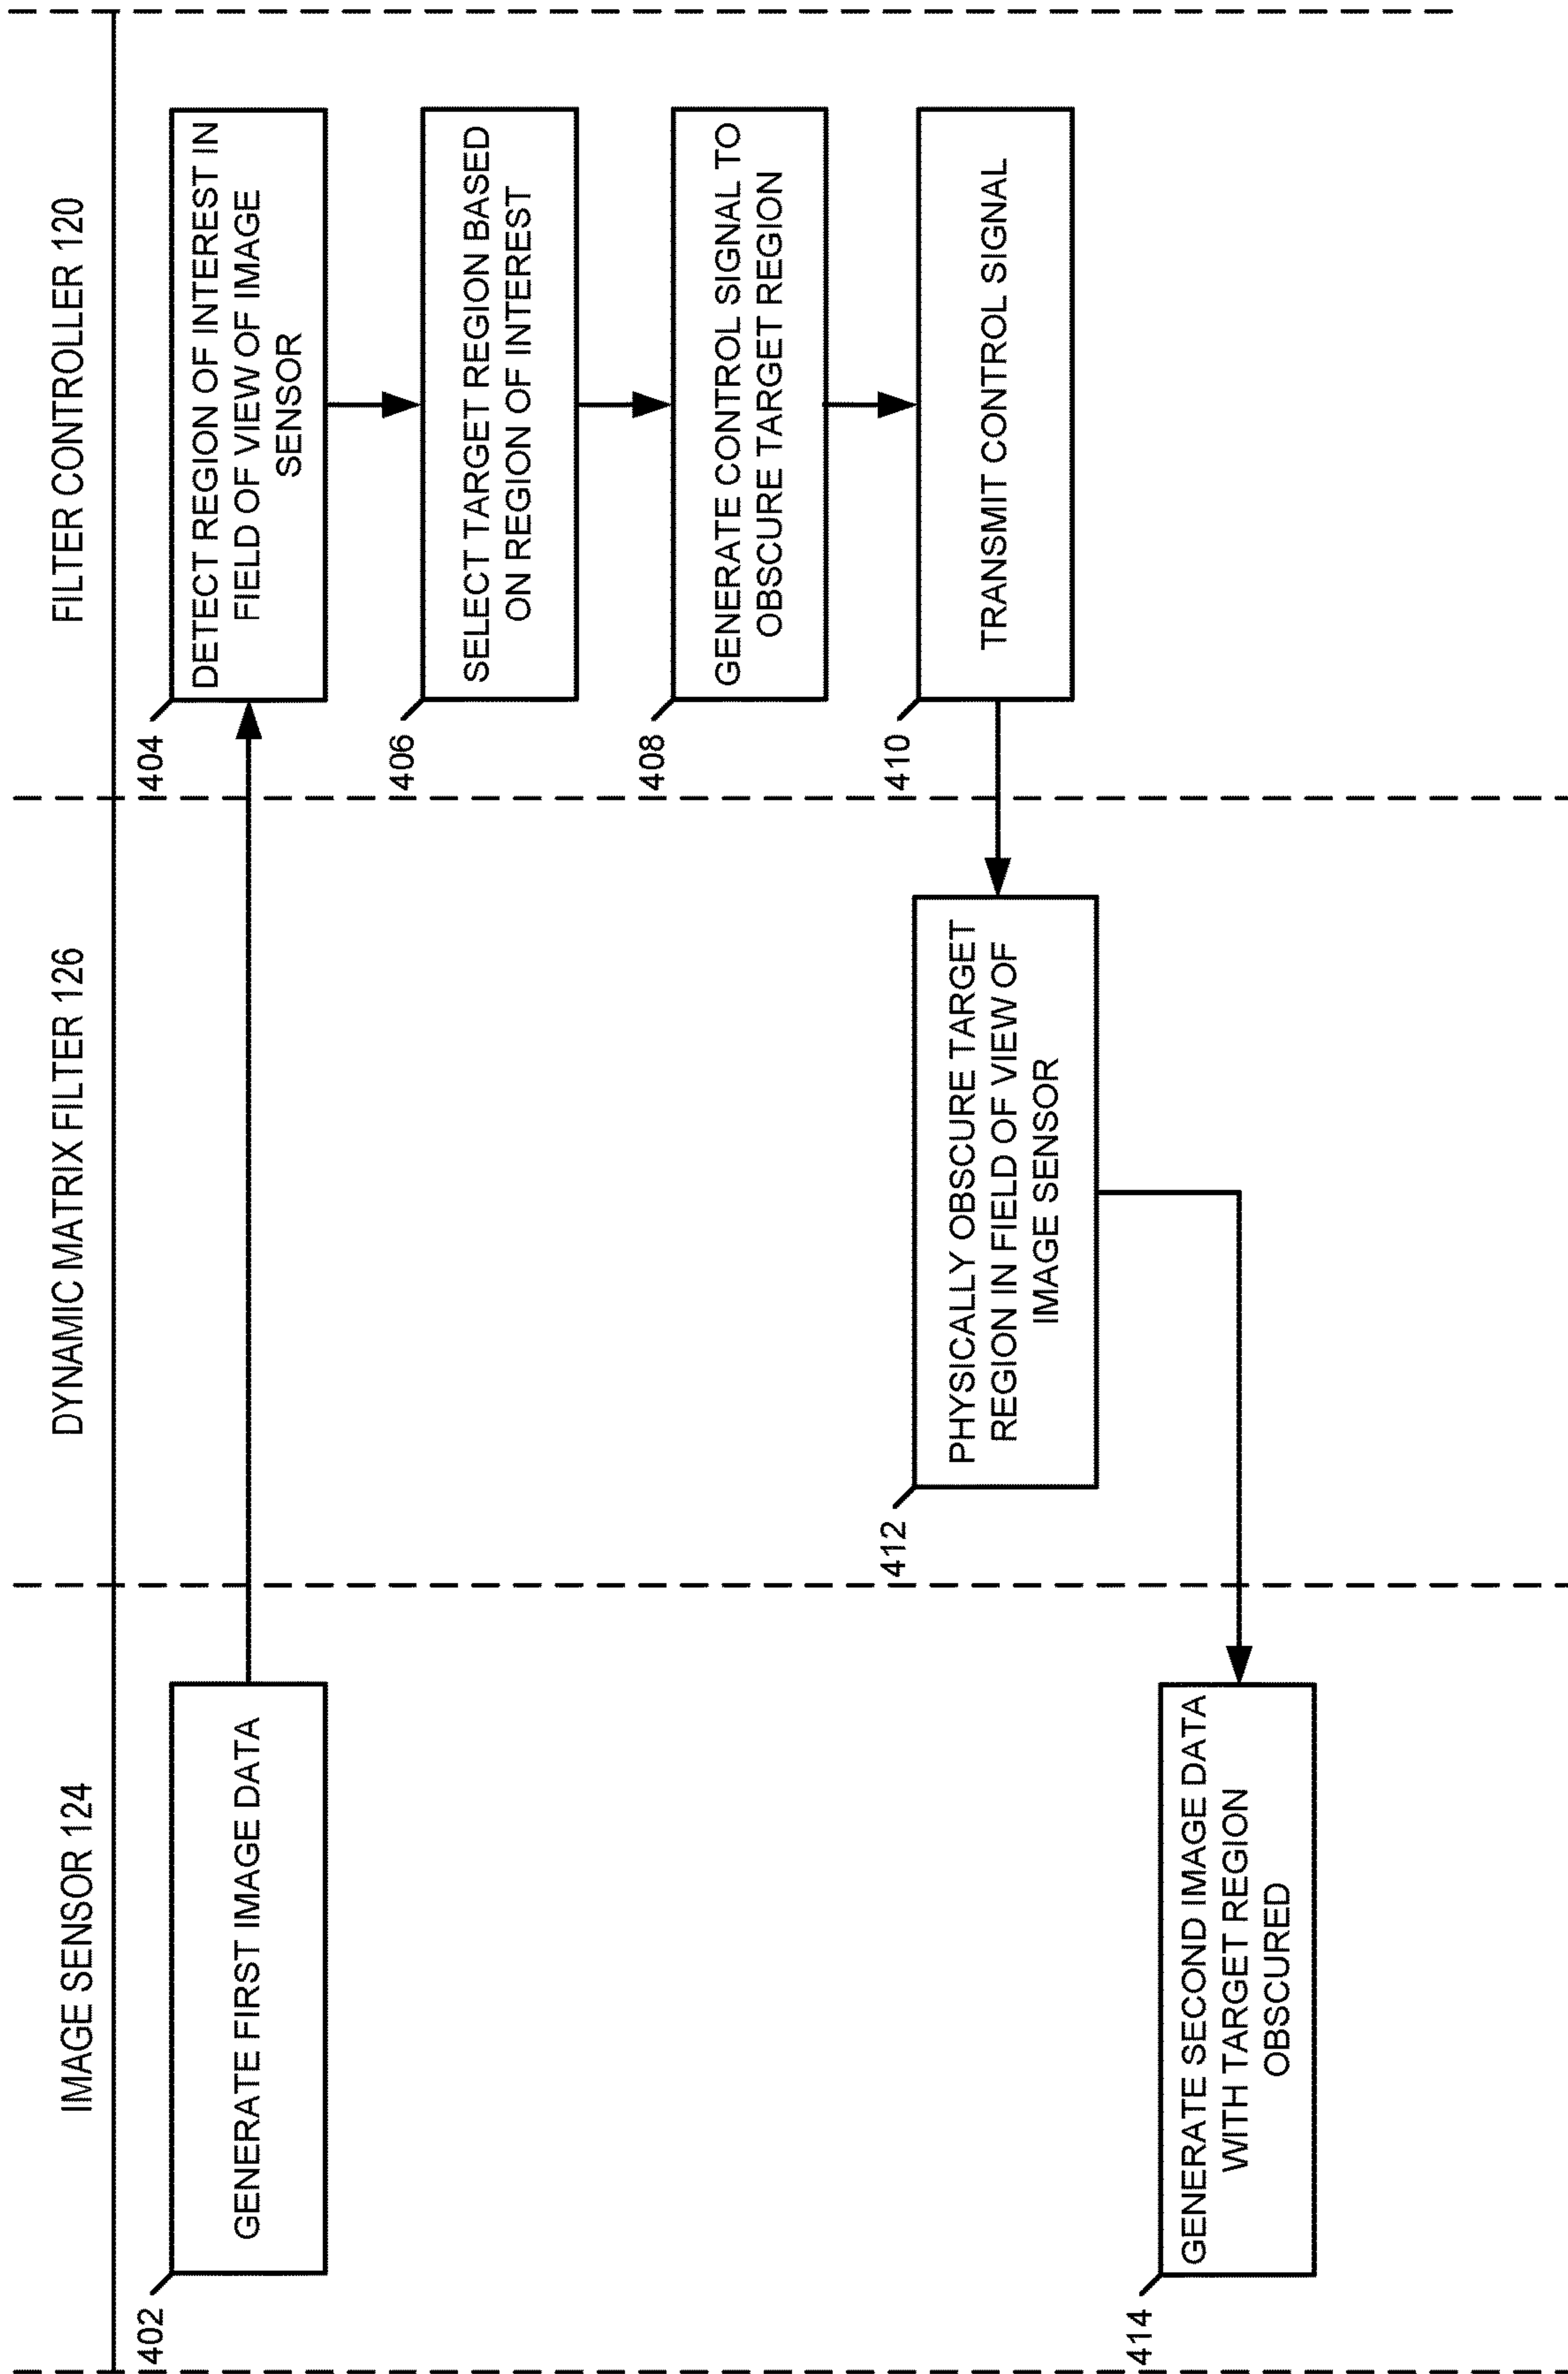 IMAGE SENSOR 124
DYNAMIC MATRIX FILTER 126
FILTER CONTROLLER 120
402
GENERATE FIRST IMAGE DATA
404
DETECT REGION OF INTEREST IN
FIELD OF VIEW OF IMAGE
SENSOR
406
SELECT TARGET REGION BASED
ON REGION OF INTEREST
408
GENERATE CONTROL SIGNAL TO
OBSCURE TARGET REGION
410
TRANSMIT CONTROL SIGNAL
412
PHYSICALLY OBSCURE TARGET
REGION IN FIELD OF VIEW OF
IMAGE SENSOR
414
GENERATE SECOND IMAGE DATA
WITH TARGET REGION
OBSCURED